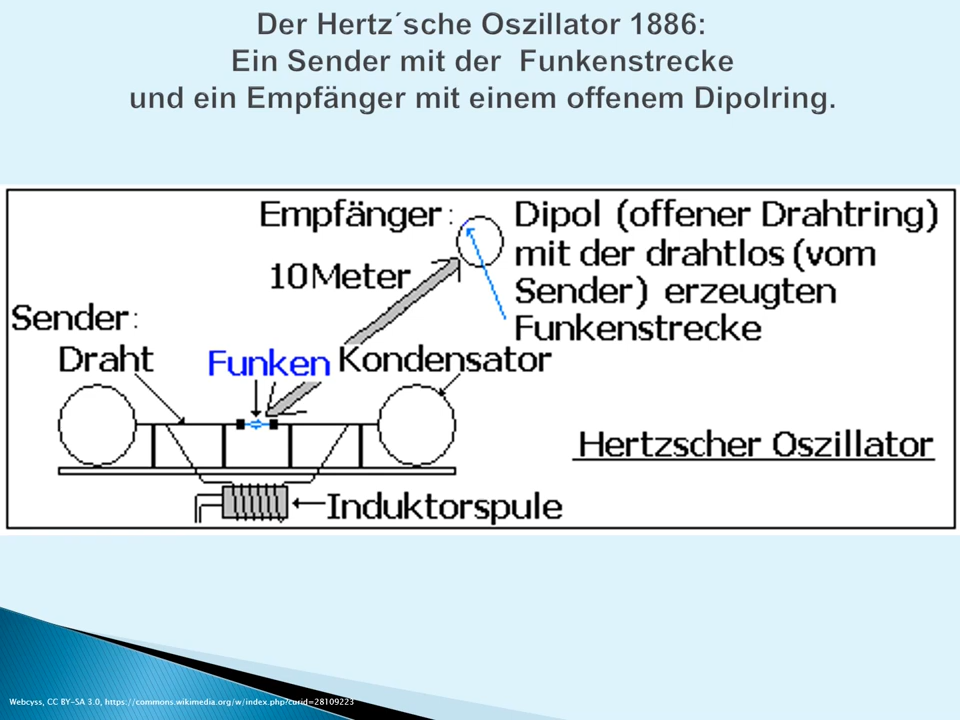 Der Hertz´sche Oszillator 1886:
Ein Sender mit der Funkenstrecke
und ein Empfänger mit einem offenem Dipolring.
Empfänger:
Dipol (offener Drahtring)
mit der drahtlos (vom
Sender) erzeugten
Funkenstrecke
10Meter
Sender:
Draht
Funken
Kondensator
Hertzscher Oszillator
Induktorspule
Webcyss, CC BY-SA 3.0, https://commons.wikimedia.org/w/index.php?curid=28109223